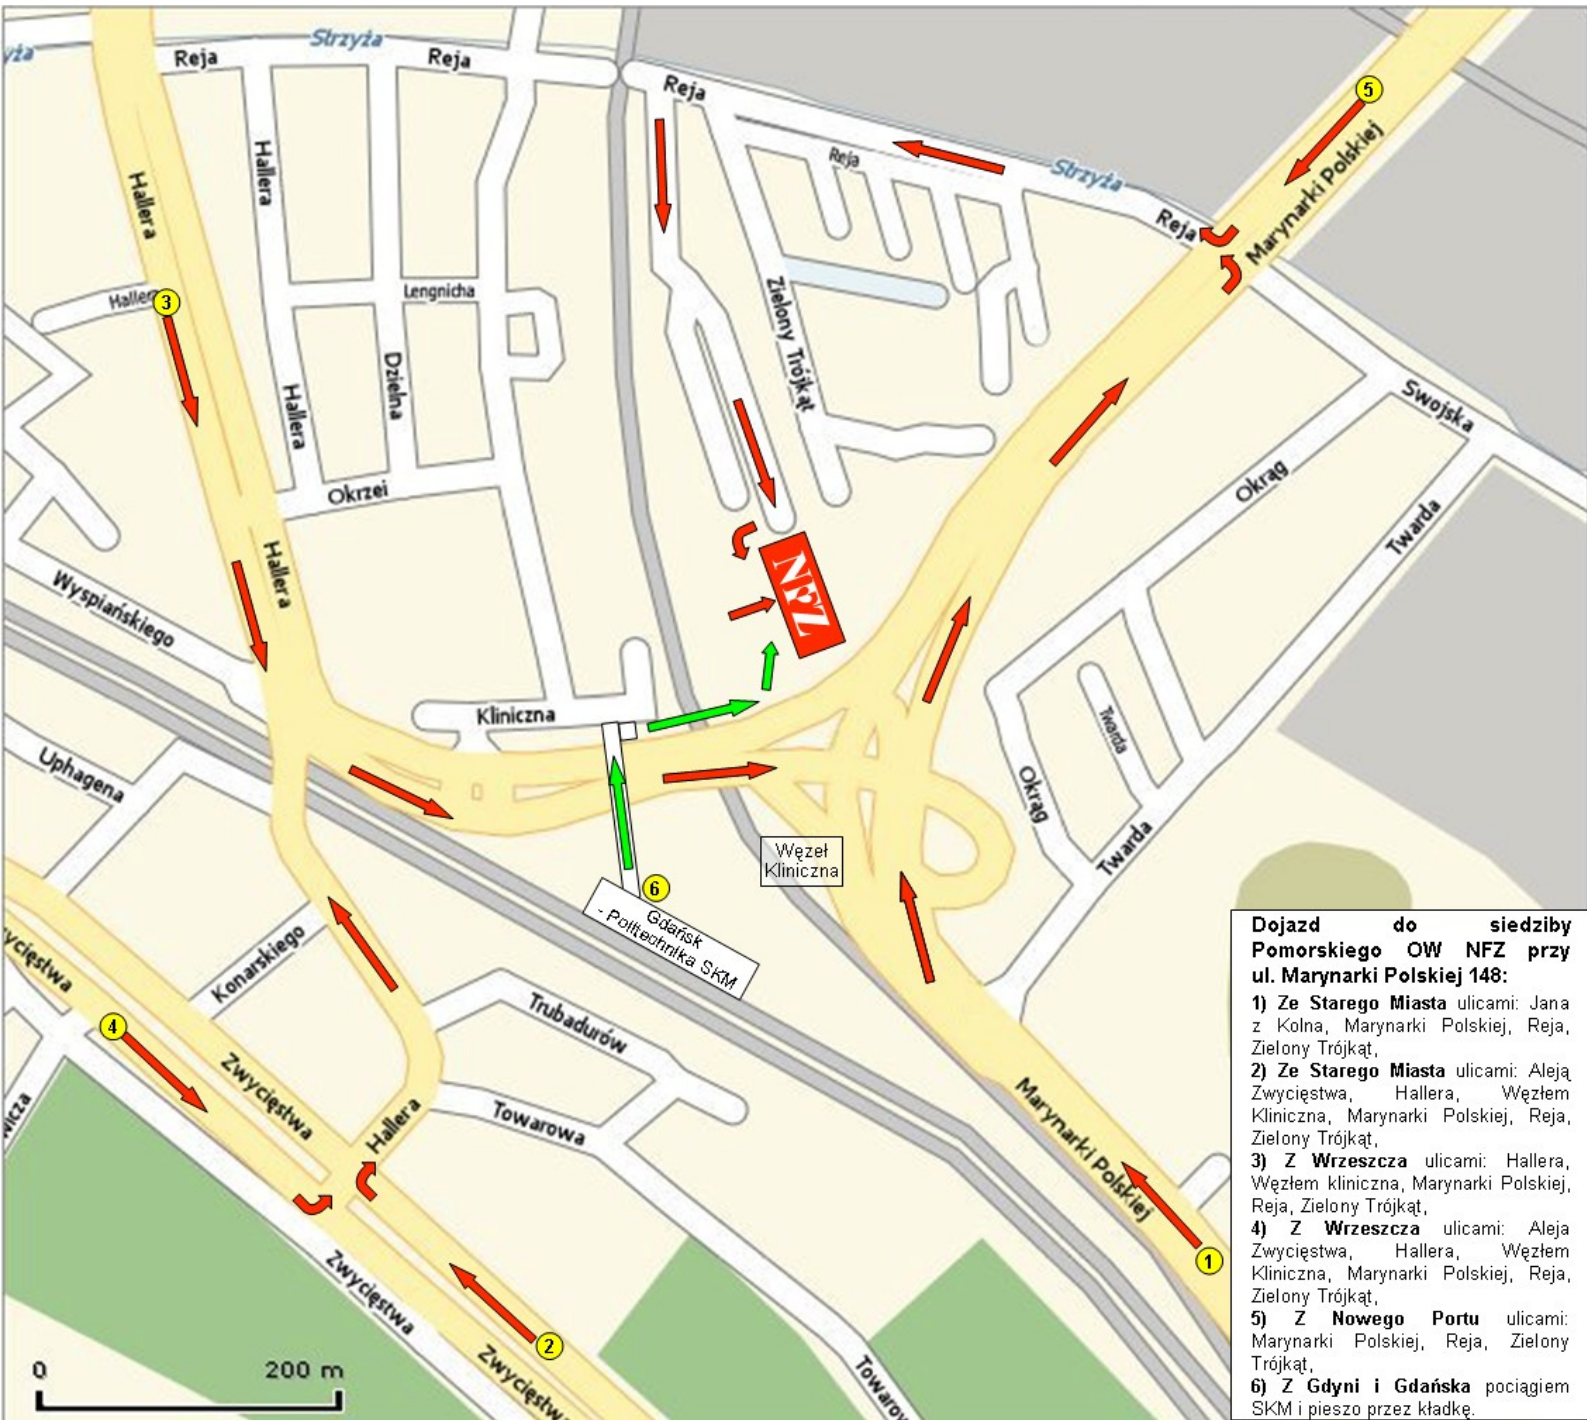 Strzyża
Reja
Reja
Reja
5
Marynarki Polskiej
Hallera
Hallera
Reja
Strzyża
Reja
Hallera
3
Lengnicha
Zielony Trójkąt
Hallera
Dzielna
Swojska
Okrzei
Okrąg
Twarda
Hallera
NFZ
Wyspiańskiego
Kliniczna
Twarda
Uphagena
Okrąg
Węzeł
Kliniczna
Twarda
6
Gdańsk
- Politechnika SKM
Konarskiego
Trubadurów
4
Zwycięstwa
Hallera
Towarowa
Marynarki Polskiej
1
Zwycięstwa
2
Zwycięstwa
0 200 m
Dojazd do siedziby
Pomorskiego OW NFZ przy
ul. Marynarki Polskiej 148:
1) Ze Starego Miasta ulicami: Jana
z Kolna, Marynarki Polskiej, Reja,
Zielony Trójkąt,
2) Ze Starego Miasta ulicami: Aleją
Zwycięstwa, Hallera, Węzłem
Kliniczna, Marynarki Polskiej, Reja,
Zielony Trójkąt,
3) Z Wrzeszcza ulicami: Hallera,
Węzłem kliniczna, Marynarki Polskiej,
Reja, Zielony Trójkąt,
4) Z Wrzeszcza ulicami: Aleja
Zwycięstwa, Hallera, Węzłem
Kliniczna, Marynarki Polskiej, Reja,
Zielony Trójkąt,
5) Z Nowego Portu ulicami:
Marynarki Polskiej, Reja, Zielony
Trójkąt,
6) Z Gdyni i Gdańska pociągiem
SKM i pieszo przez kładkę.